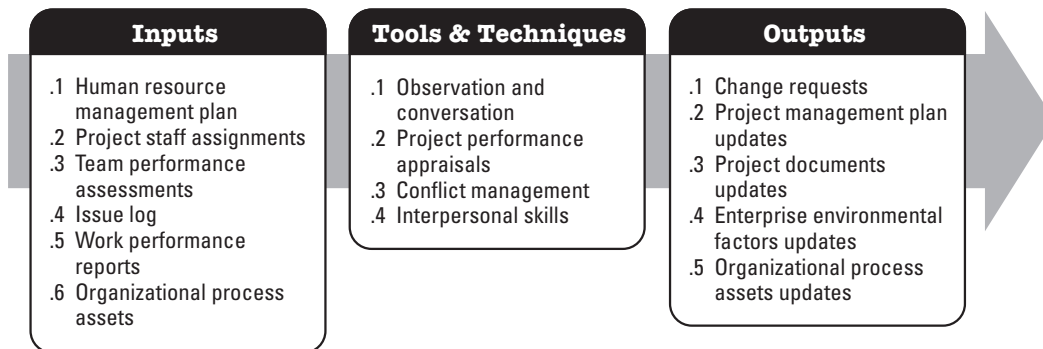 Inputs
.1 Human resource
management plan
.2 Project staff assignments
.3 Team performance
assessments
.4 Issue log
.5 Work performance
reports
.6 Organizational process
assets
Tools & Techniques
.1 Observation and
conversation
.2 Project performance
appraisals
.3 Conflict management
.4 Interpersonal skills
Outputs
.1 Change requests
.2 Project management plan
updates
.3 Project documents
updates
.4 Enterprise environmental
factors updates
.5 Organizational process
assets updates